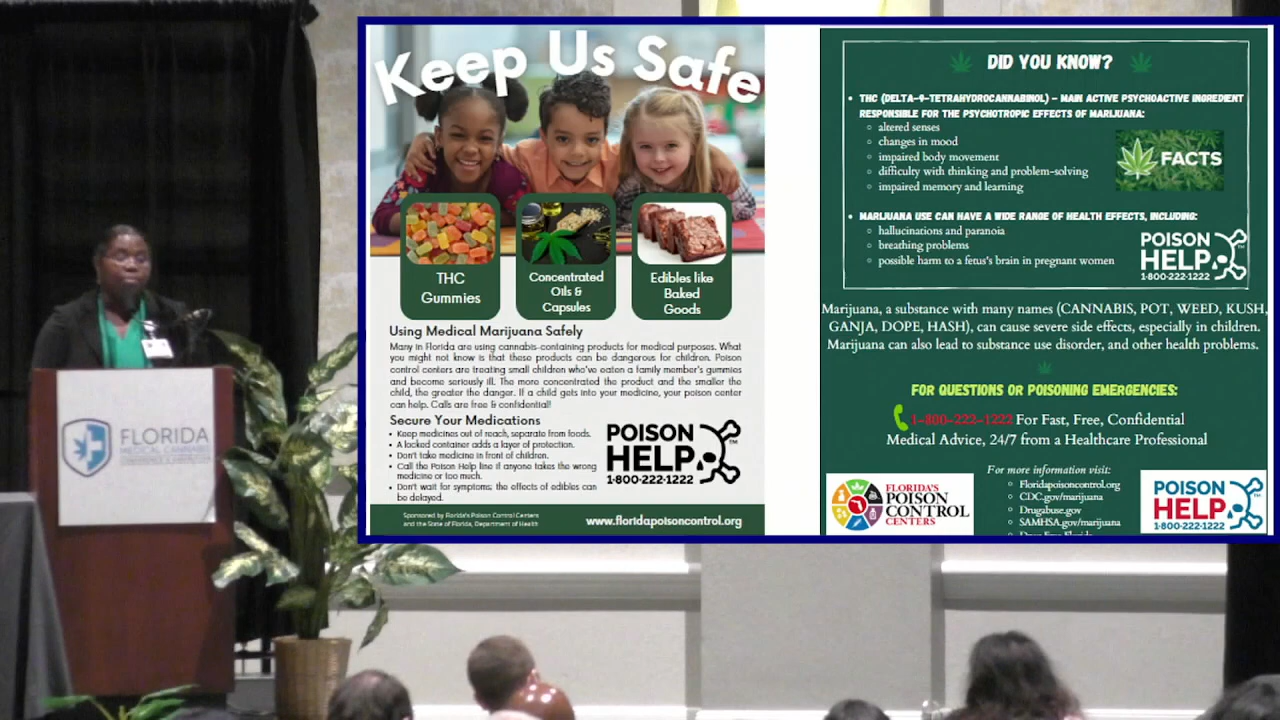 Keep Us Safe
THC
Gummies
Concentrated
Oils &
Capsules
Edibles like
Baked
Goods
Using Medical Marijuana Safely
Many in Florida are using cannabis-containing products for medical purposes. What
you might not know is that these products can be dangerous for children. Poison
control centers are treating small children who've eaten a family member's gummies
and become seriously ill. The more concentrated the product and the smaller the
child, the greater the danger. If a child gets into your medicine, your poison center
can help. Calls are free & confidential!
Secure Your Medications
• Keep medicines out of reach, separate from foods.
• A locked container adds a layer of protection.
• Don't take medicine in front of children.
• Call the Poison Help line if anyone takes the wrong
medicine or too much.
• Don't wait for symptoms; the effects of edibles can
be delayed.
POISON
HELP
1-800-222-1222
Sponsored by Florida's Poison Control Centers
and the State of Florida, Department of Health
www.floridapoisoncontrol.org
DID YOU KNOW?
• THC (DELTA-9-TETRAHYDROCANNABINOL) – MAIN ACTIVE PSYCHOACTIVE INGREDIENT
RESPONSIBLE FOR THE PSYCHOTROPIC EFFECTS OF MARIJUANA:
altered senses
changes in mood
impaired body movement
difficulty with thinking and problem-solving
impaired memory and learning
FACTS
• MARIJUANA USE CAN HAVE A WIDE RANGE OF HEALTH EFFECTS, INCLUDING:
hallucinations and paranoia
breathing problems
possible harm to a fetus's brain in pregnant women
POISON
HELP
1-800-222-1222
Marijuana, a substance with many names (CANNABIS, POT, WEED, KUSH,
GANJA, DOPE, HASH), can cause severe side effects, especially in children.
Marijuana can also lead to substance use disorder, and other health problems.
FOR QUESTIONS OR POISONING EMERGENCIES:
1-800-222-1222 For Fast, Free, Confidential
Medical Advice, 24/7 from a Healthcare Professional
For more information visit:
Floridapoisoncontrol.org
CDC.gov/marijuana
Drugabuse.gov
SAMHSA.gov/marijuana
FLORIDA'S
POISON
CONTROL
CENTERS
POISON
HELP
1-800-222-1222
FLORIDA
MEDICAL CANNABIS